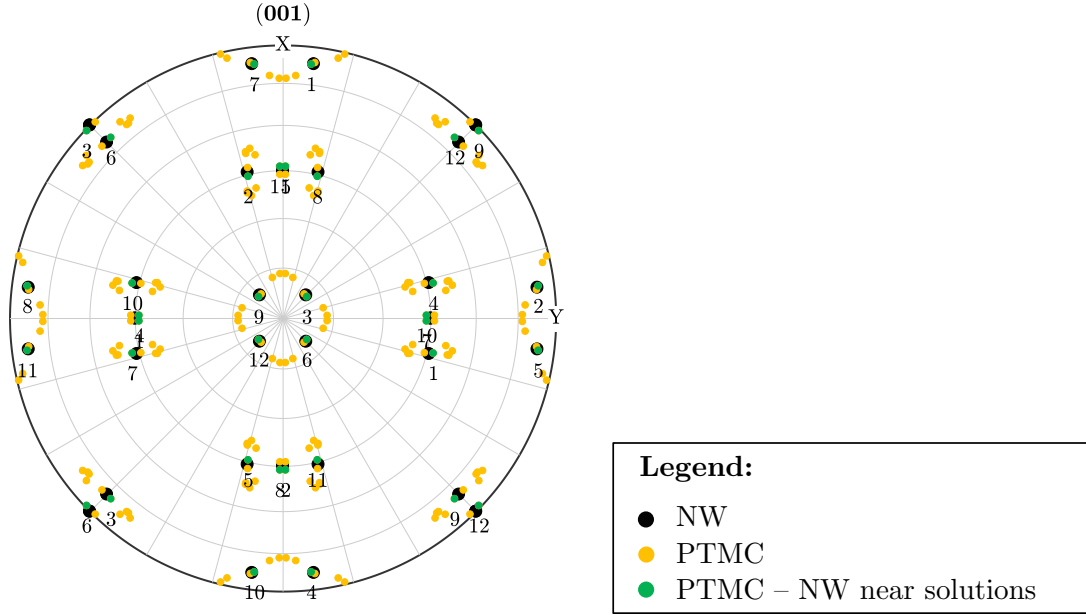 (001)
X
7 1
3 6 12 9
2 1 8
10 4
8 9 3 Y 2
4 10
7 12 6 1
11 5
5 8 2 11
6 3 9 12
10 4
Legend:
NW
PTMC
PTMC – NW near solutions